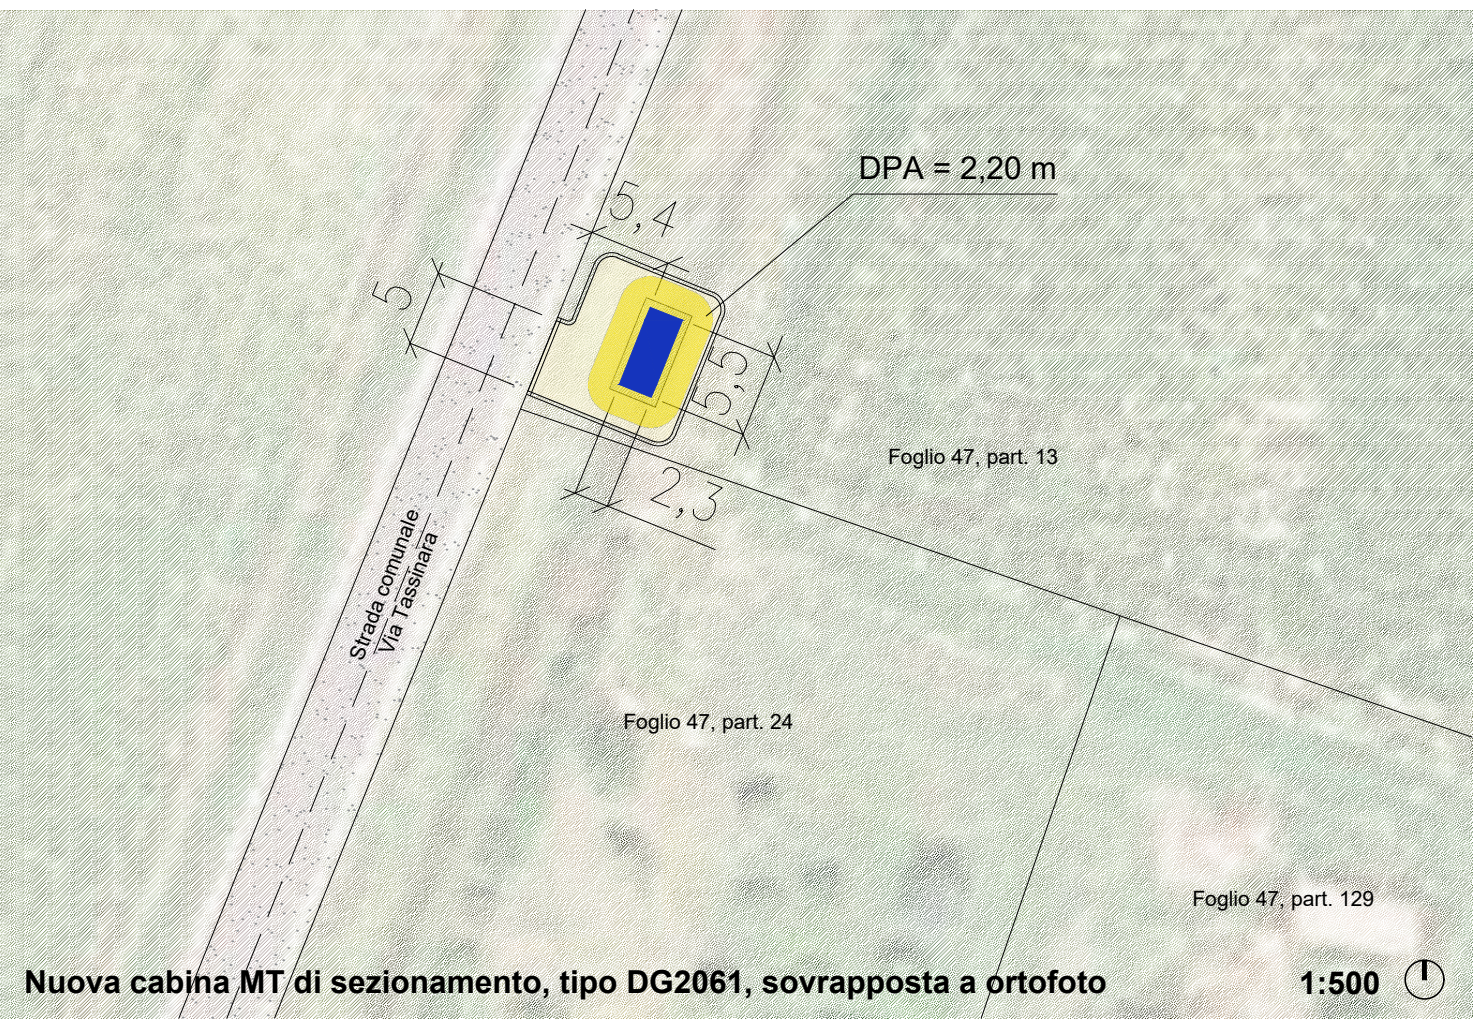 DPA = 2,20 m
5,4
5
5,5
Foglio 47, part. 13
2,3
Strada comunale
Via Tassinara
Foglio 47, part. 24
Foglio 47, part. 129
Nuova cabina MT di sezionamento, tipo DG2061, sovrapposta a ortofoto
1:500